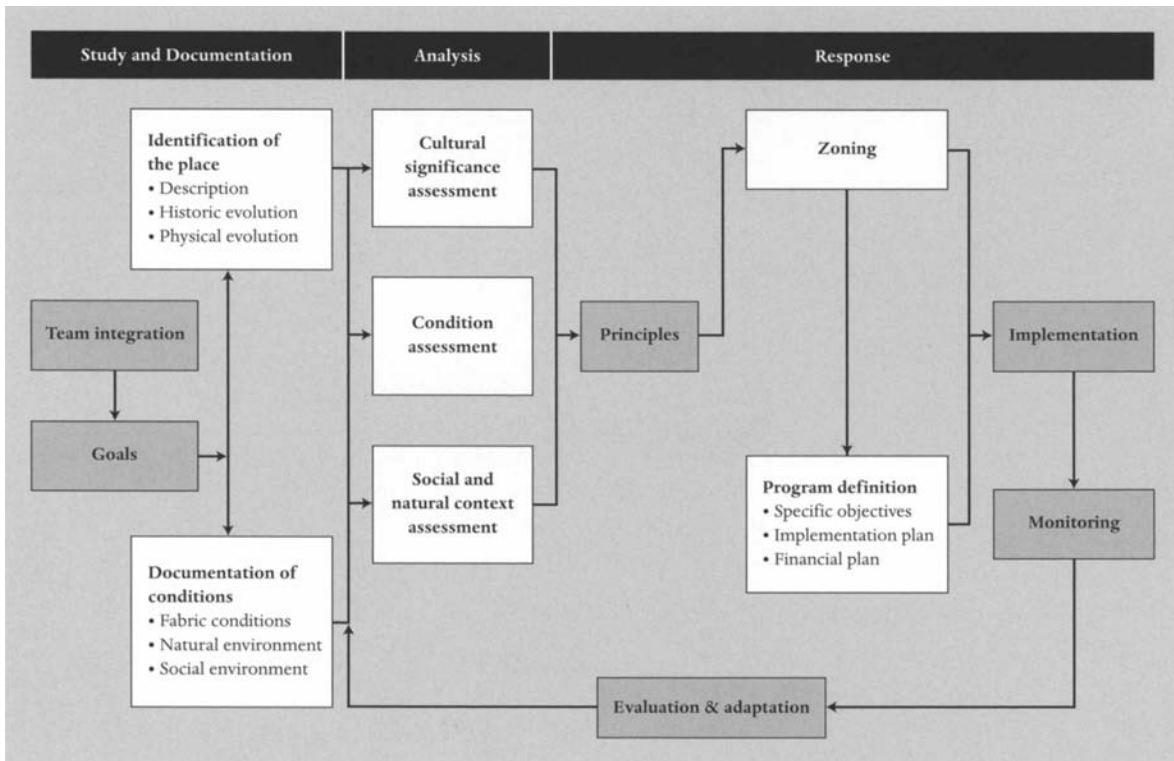 Study and Documentation
Analysis
Response
Identification of
the place
• Description
• Historic evolution
• Physical evolution
Team integration
Goals
Documentation of
conditions
• Fabric conditions
• Natural environment
• Social environment
Cultural
significance
assessment
Condition
assessment
Social and
natural context
assessment
Principles
Zoning
Program definition
• Specific objectives
• Implementation plan
• Financial plan
Implementation
Monitoring
Evaluation & adaptation